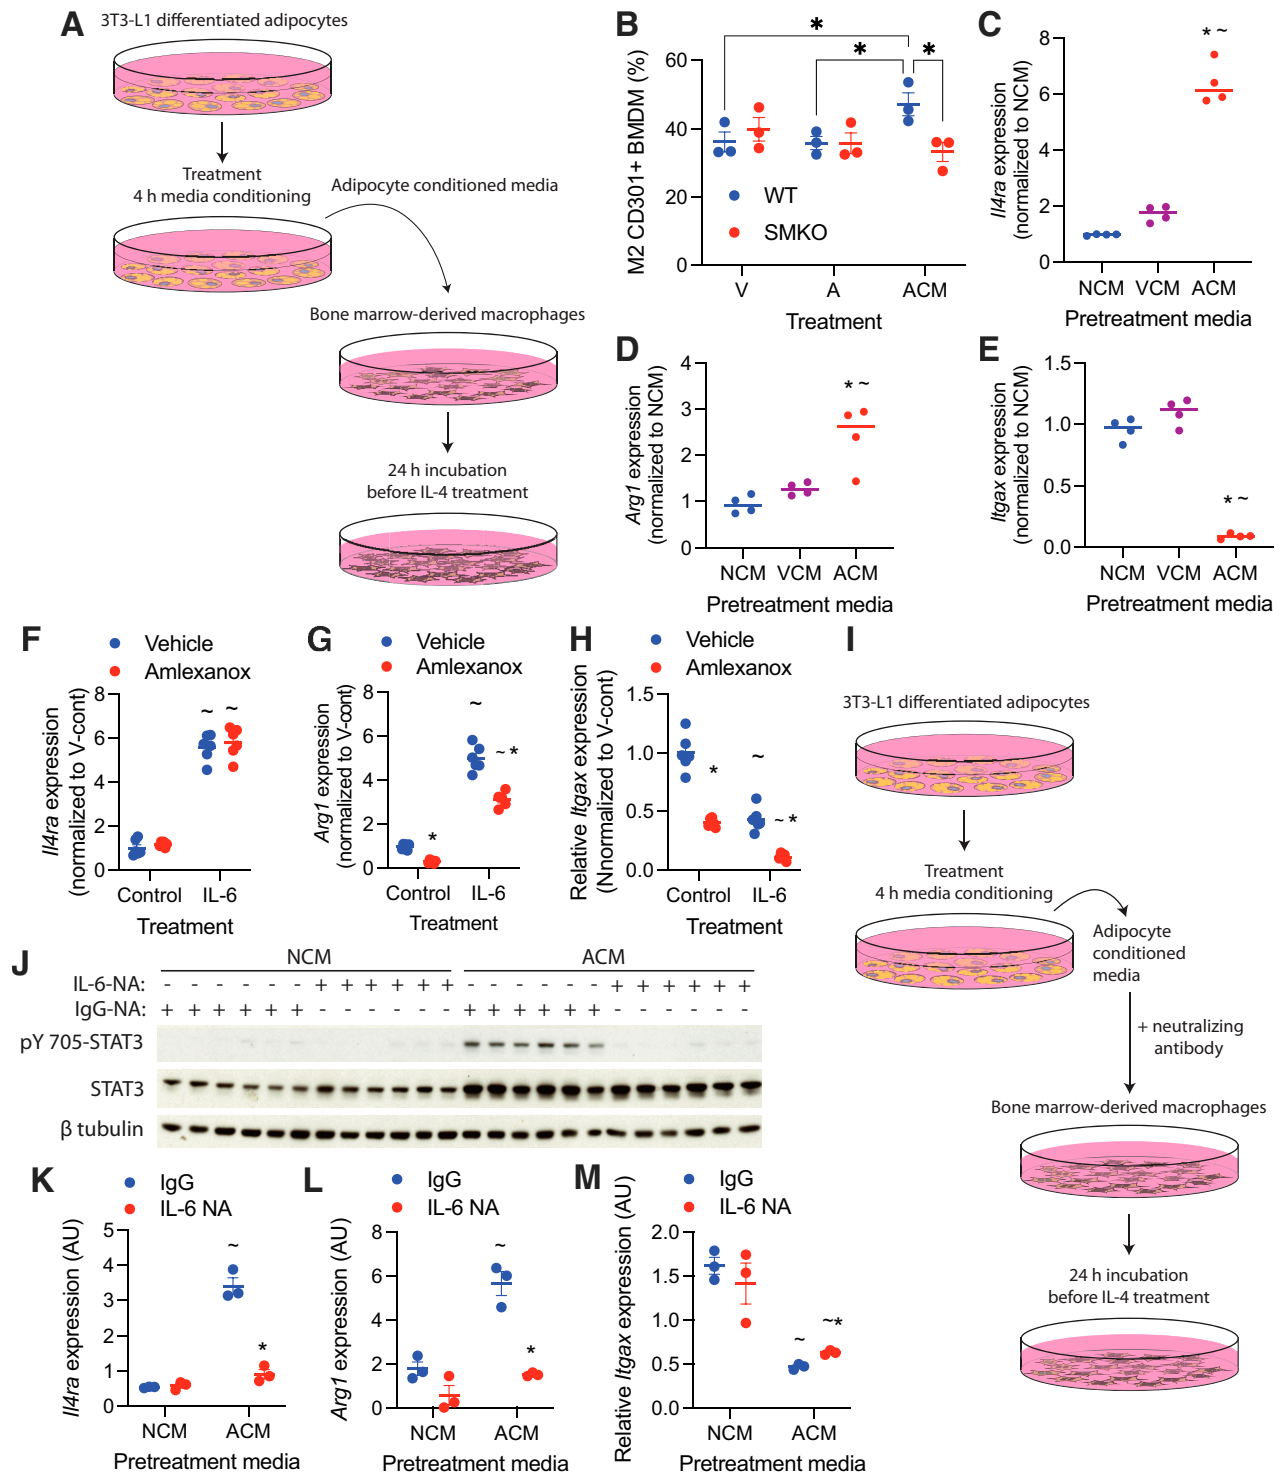 A
3T3-L1 differentiated adipocytes
Treatment
4 h media conditioning
Adipocyte conditioned media
Bone marrow-derived macrophages
24 h incubation
before IL-4 treatment
B
M2 CD301+ BMDM (%)
60
40
20
0
* * *
WT
SMKO
V A ACM
Treatment
C
Il4ra expression
(normalized to NCM)
8
6
4
2
0
* ~
NCM VCM ACM
Pretreatment media
D
Arg1 expression
(normalized to NCM)
4
3
2
1
0
* ~
NCM VCM ACM
Pretreatment media
E
Itgax expression
(normalized to NCM)
1.5
1.0
0.5
0.0
* ~
NCM VCM ACM
Pretreatment media
F
Vehicle
Amlexanox
Il4ra expression
(normalized to V-cont)
8
6
4
2
0
~ ~
Control IL-6
Treatment
G
Vehicle
Amlexanox
Arg1 expression
(normalized to V-cont)
8
6
4
2
0
* ~ ~ *
Control IL-6
Treatment
H
Vehicle
Amlexanox
Relative Itgax expression
(Nnormalized to V-cont)
1.5
1.0
0.5
0.0
* ~ ~ *
Control IL-6
Treatment
I
3T3-L1 differentiated adipocytes
Treatment
4 h media conditioning
Adipocyte
conditioned
media
+ neutralizing
antibody
Bone marrow-derived macrophages
24 h incubation
before IL-4 treatment
J
NCM ACM
IL-6-NA: - - - - - - + + + + + + - - - - - - + + + + + +
IgG-NA: + + + + + + - - - - - - + + + + + + - - - - - -
pY 705-STAT3
STAT3
β tubulin
K
IgG
IL-6 NA
Il4ra expression (AU)
5
4
3
2
1
0
~ *
NCM ACM
Pretreatment media
L
IgG
IL-6 NA
Arg1 expression (AU)
8
6
4
2
0
~ *
NCM ACM
Pretreatment media
M
IgG
IL-6 NA
Relative Itgax expression (AU)
2.0
1.5
1.0
0.5
0.0
~ ~*
NCM ACM
Pretreatment media